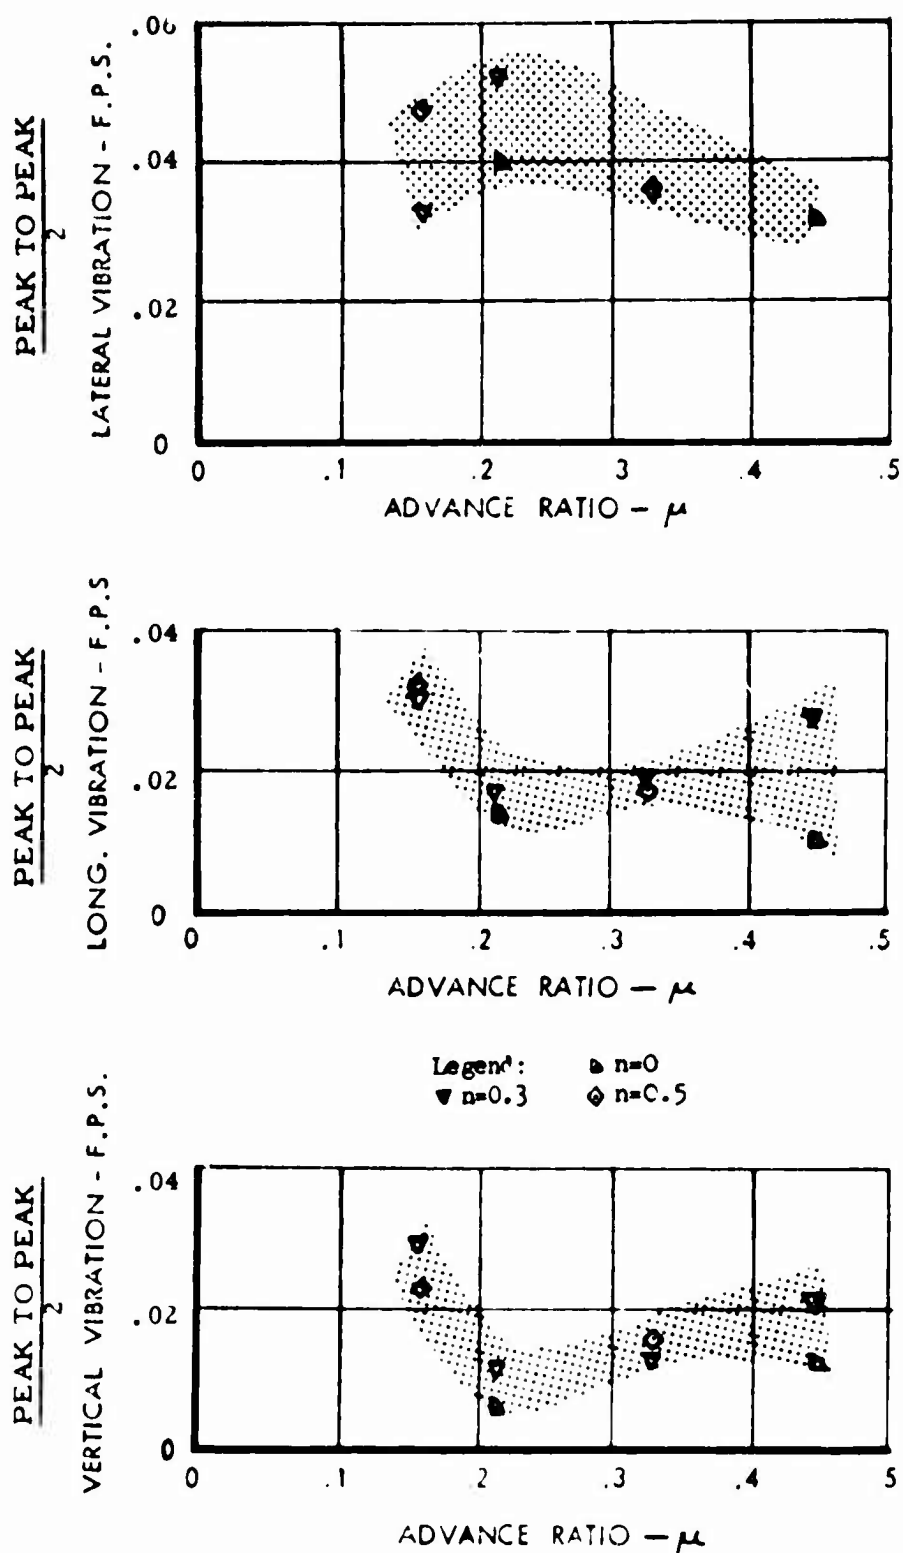 PEAK TO PEAK
2
LATERAL VIBRATION - F.P.S.
.06
.04
.02
0
0 .1 .2 .3 .4 .5
ADVANCE RATIO - μ
PEAK TO PEAK
2
LONG. VIBRATION - F.P.S
.04
.02
0
0 .1 .2 .3 .4 .5
ADVANCE RATIO - μ
Legend: n=0
n=0.3 n=0.5
PEAK TO PEAK
2
VERTICAL VIBRATION - F.P.S.
.04
.02
0
0 .1 .2 .3 .4 5
ADVANCE RATIO - μ